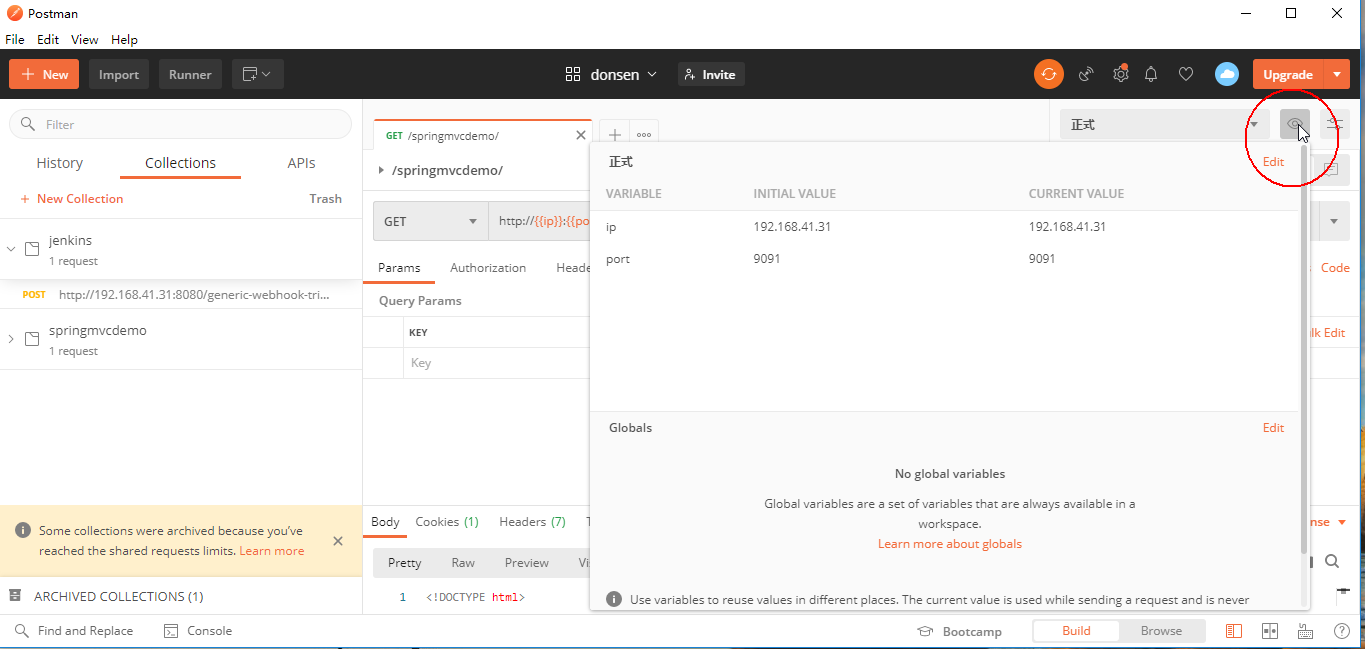 Postman
File Edit View Help
New Import Runner donsen Invite Upgrade
Filter
History Collections APIs
+ New Collection Trash
jenkins
1 request
POST http://192.168.41.31:8080/generic-webhook-tri...
springmvcdemo
1 request
Some collections were archived because you've
reached the shared requests limits. Learn more
ARCHIVED COLLECTIONS (1)
GET /springmvcdemo/
正式
/springmvcdemo/
GET http://{{ip}}:{{po
Params Authorization Heade
Code
Query Params
KEY
lk Edit
Key
正式 Edit
VARIABLE INITIAL VALUE CURRENT VALUE
ip 192.168.41.31 192.168.41.31
port 9091 9091
Globals Edit
No global variables
Global variables are a set of variables that are always available in a
workspace.
Learn more about globals
Use variables to reuse values in different places. The current value is used while sending a request and is never
Body Cookies (1) Headers (7) T
nse
Pretty Raw Preview Vi
1 <!DOCTYPE html>
Find and Replace Console Bootcamp Build Browse